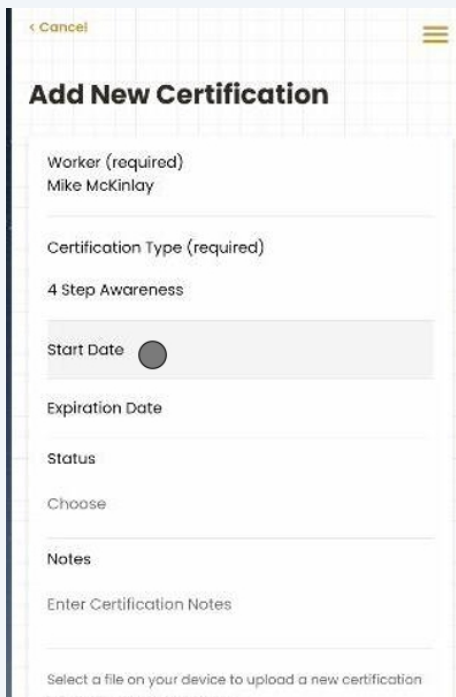 < Cancel
Add New Certification
Worker (required)
Mike McKinlay
Certification Type (required)
4 Step Awareness
Start Date
Expiration Date
Status
Choose
Notes
Enter Certification Notes
Select a file on your device to upload a new certification